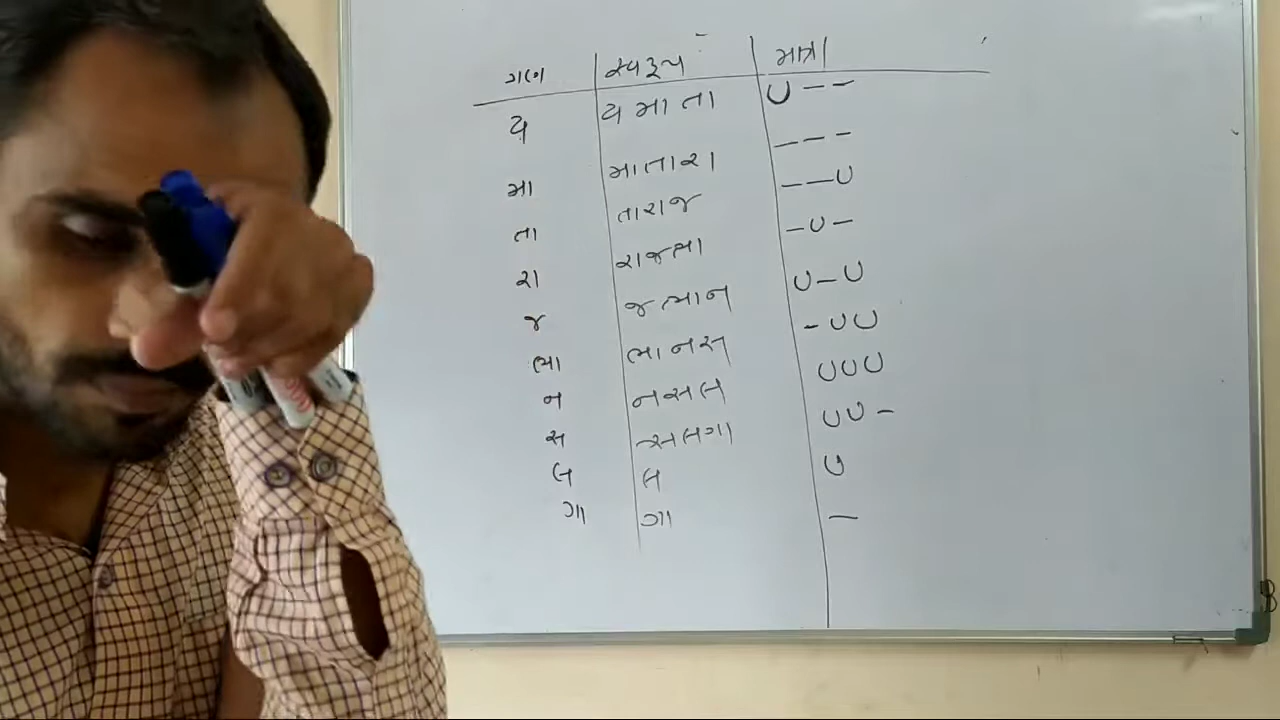 ગણ સ્વરૂપ માત્રા
ય યમાતા U - -
મા માતારા - - -
તા તારાજ - - U
રા રાજભા - U -
જ જભાન U - U
ભા ભાનસ - U U
ન નસલ U U U
સ સલગા U U -
લ લ U
ગા ગા -